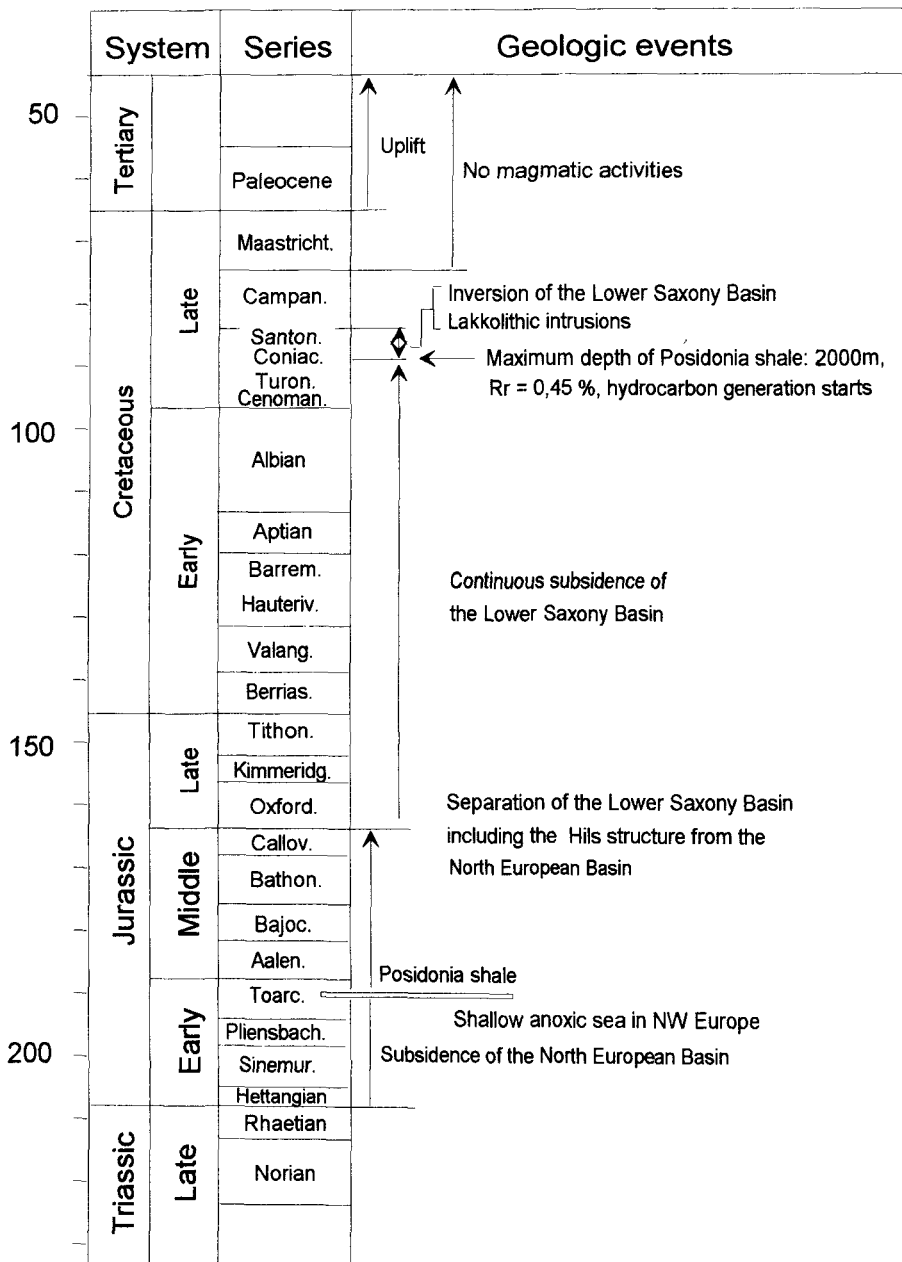 System Series Geologic events
50
100
150
200
Tertiary
Cretaceous
Jurassic
Triassic
Late
Early
Late
Middle
Early
Late
Paleocene
Maastricht.
Campan.
Santon.
Coniac.
Turon.
Cenoman.
Albian
Aptian
Barrem.
Hauteriv.
Valang.
Berrias.
Tithon.
Kimmeridg.
Oxford.
Callov.
Bathon.
Bajoc.
Aalen.
Toarc.
Pliensbach.
Sinemur.
Hettangian
Rhaetian
Norian
Uplift
No magmatic activities
Inversion of the Lower Saxony Basin
Lakkolithic intrusions
Maximum depth of Posidonia shale: 2000m,
Rr = 0,45 %, hydrocarbon generation starts
Continuous subsidence of
the Lower Saxony Basin
Separation of the Lower Saxony Basin
including the Hils structure from the
North European Basin
Posidonia shale
Shallow anoxic sea in NW Europe
Subsidence of the North European Basin